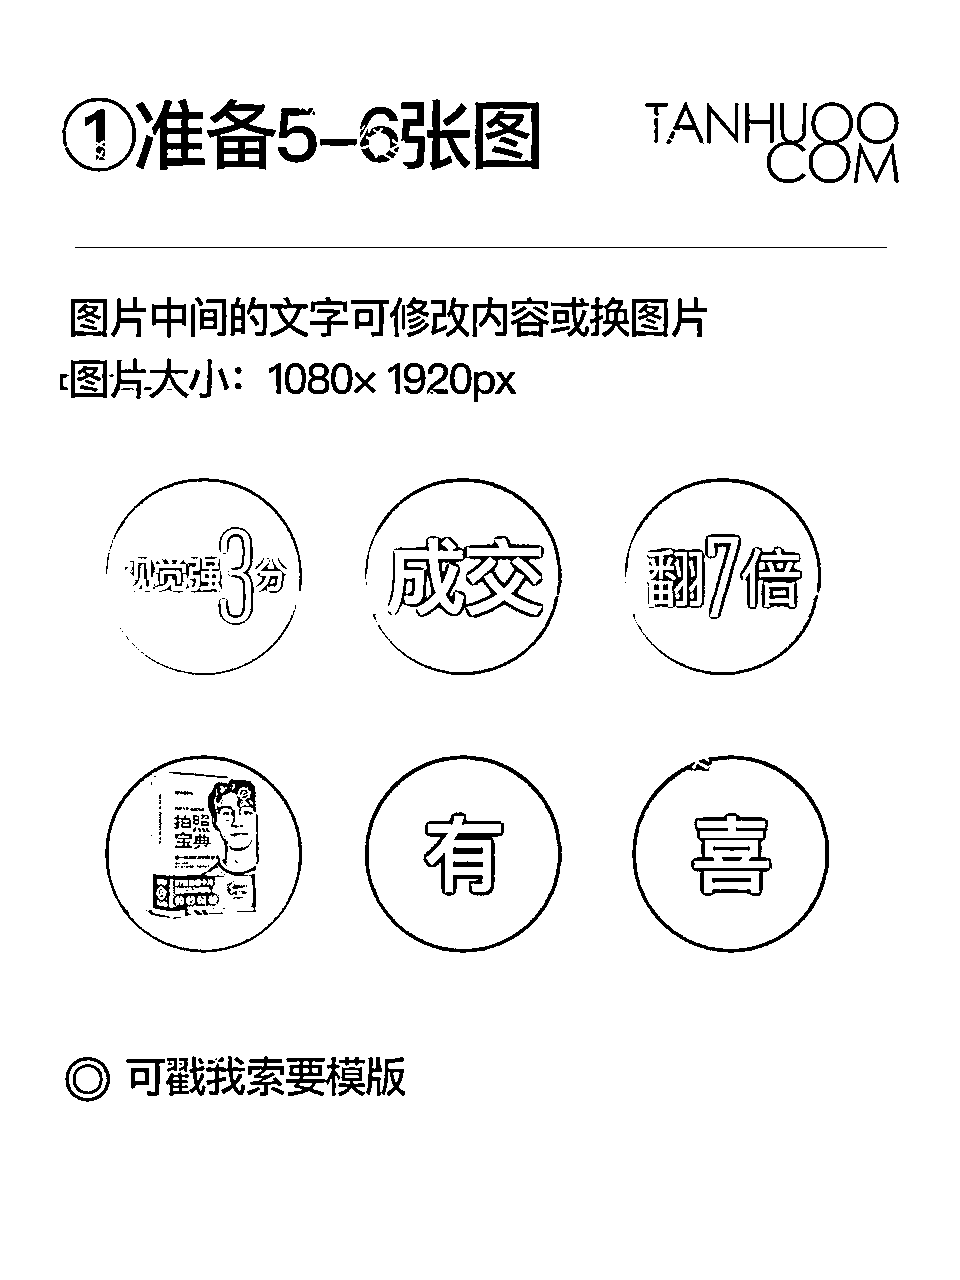 ①准备5-6张图
TANHUOO
COM
图片中间的文字可修改内容或换图片
图片大小：1080x 1920px
视觉强3分
成交
翻7倍
拍照
宝典
有
喜
◎ 可戳我索要模版